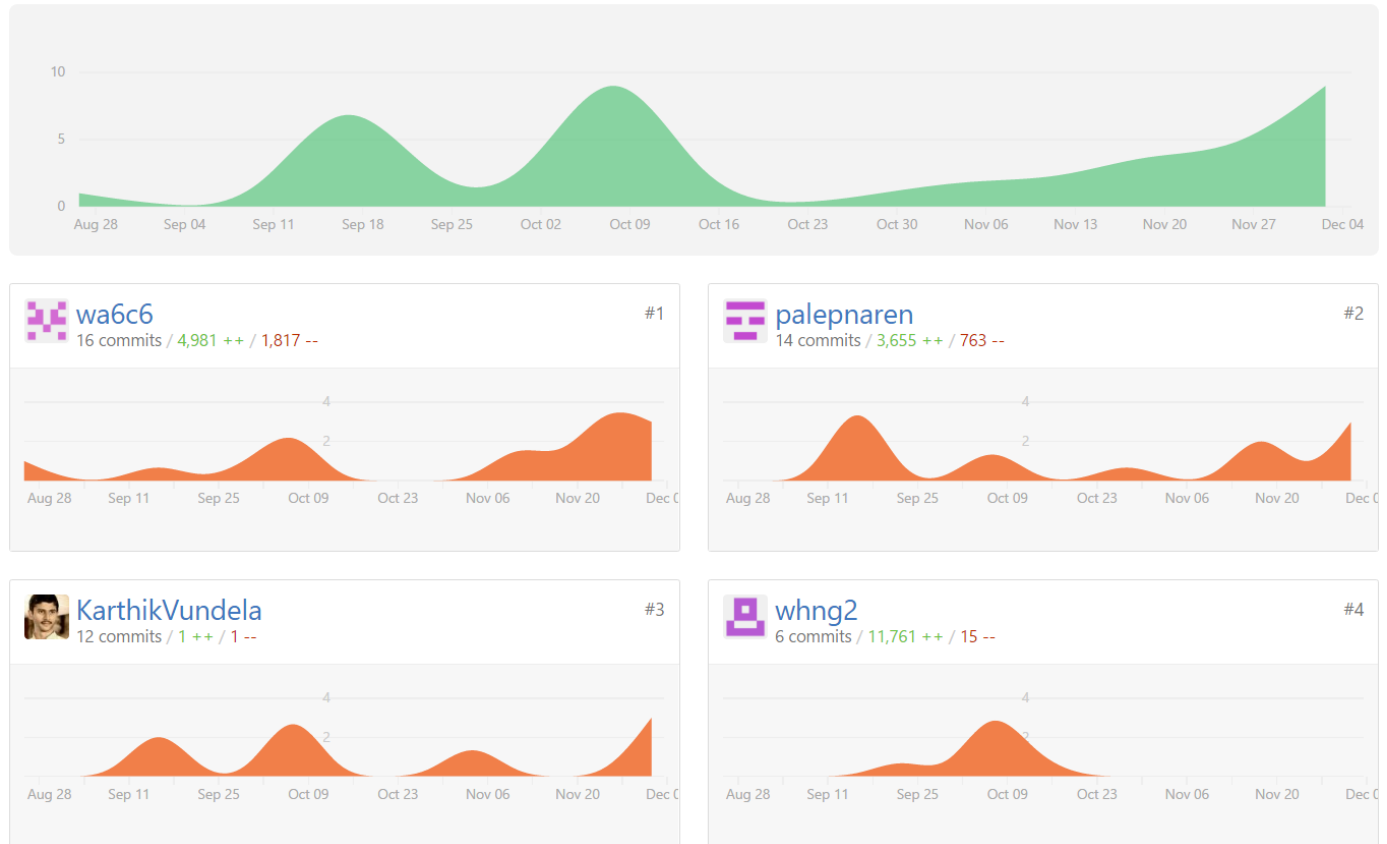 10
5
0
Aug 28 Sep 04 Sep 11 Sep 18 Sep 25 Oct 02 Oct 09 Oct 16 Oct 23 Oct 30 Nov 06 Nov 13 Nov 20 Nov 27 Dec 04
wa6c6
#1
16 commits / 4,981 ++ / 1,817 --
4
2
Aug 28 Sep 11 Sep 25 Oct 09 Oct 23 Nov 06 Nov 20 Dec
palepnaren
#2
14 commits / 3,655 ++ / 763 --
4
2
Aug 28 Sep 11 Sep 25 Oct 09 Oct 23 Nov 06 Nov 20 Dec
KarthikVundela
#3
12 commits / 1 ++ / 1 --
4
2
Aug 28 Sep 11 Sep 25 Oct 09 Oct 23 Nov 06 Nov 20 Dec
whng2
#4
6 commits / 11,761 ++ / 15 --
4
2
Aug 28 Sep 11 Sep 25 Oct 09 Oct 23 Nov 06 Nov 20 Dec